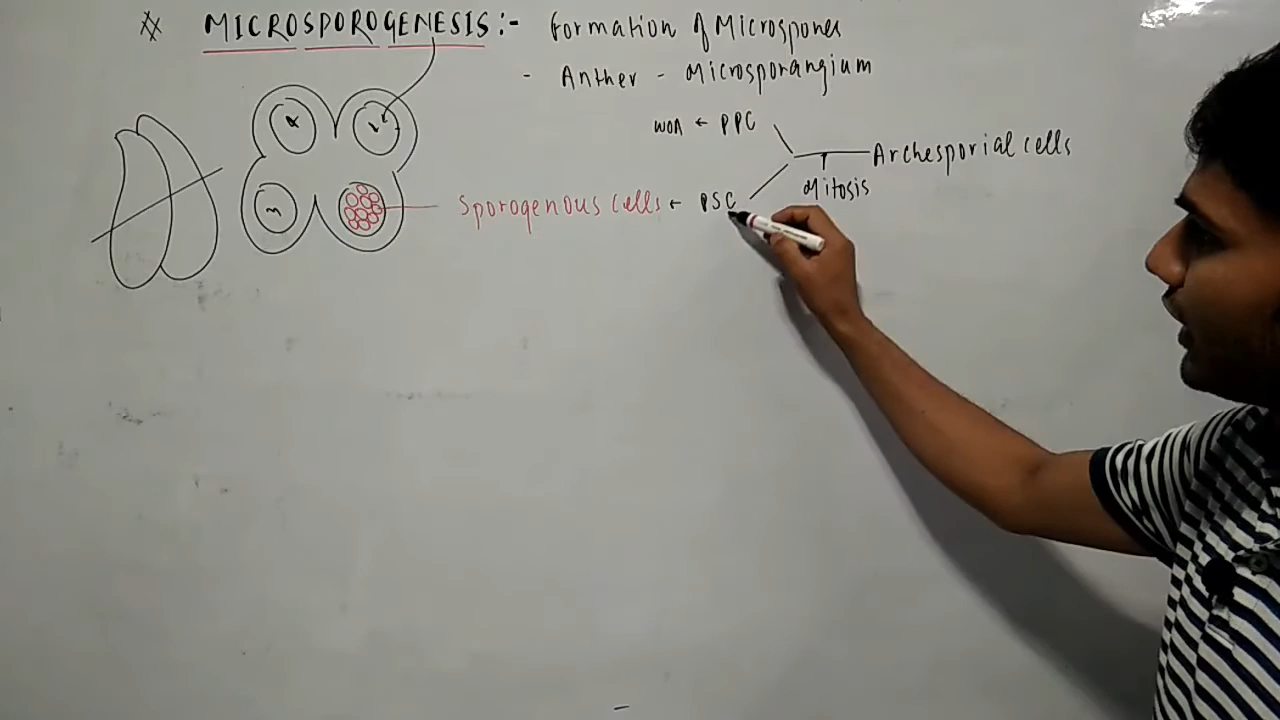 MICROSPOROGENESIS :- Formation of Microspores
- Anther - Microsporangium
WOA ← PPC
Archesporial cells
Mitosis
Sporogenous cells ← PSC